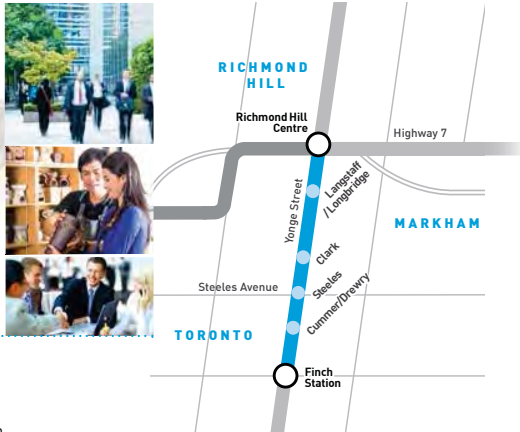 RICHMOND
HILL
Richmond Hill
Centre
Highway 7
Langstaff
/Longbridge
Yonge Street
MARKHAM
Clark
Steeles Avenue
Steeles
Cummer/Drewry
TORONTO
Finch
Station